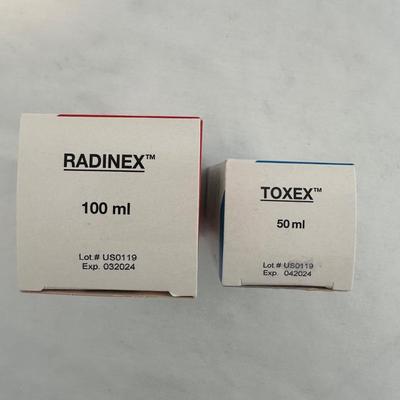 RADINEX™
100 ml
Lot # US0119
Exp. 032024
TOXEX™
50 ml
Lot # US0119
Exp. 042024